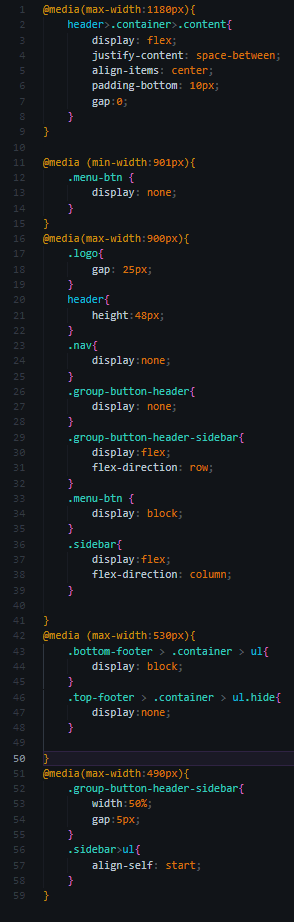 1 @media(max-width:1180px){
2 header>.container>.content{
3 display: flex;
4 justify-content: space-between;
5 align-items: center;
6 padding-bottom: 10px;
7 gap:0;
8 }
9 }
10
11 @media (min-width:901px){
12 .menu-btn {
13 display: none;
14 }
15 }
16 @media(max-width:900px){
17 .logo{
18 gap: 25px;
19 }
20 header{
21 height:48px;
22 }
23 .nav{
24 display:none;
25 }
26 .group-button-header{
27 display: none;
28 }
29 .group-button-header-sidebar{
30 display:flex;
31 flex-direction: row;
32 }
33 .menu-btn {
34 display: block;
35 }
36 .sidebar{
37 display:flex;
38 flex-direction: column;
39 }
40
41 }
42 @media (max-width:530px){
43 .bottom-footer > .container > ul{
44 display: block;
45 }
46 .top-footer > .container > ul.hide{
47 display:none;
48 }
49
50 }
51 @media(max-width:490px){
52 .group-button-header-sidebar{
53 width:50%;
54 gap:5px;
55 }
56 .sidebar>ul{
57 align-self: start;
58 }
59 }